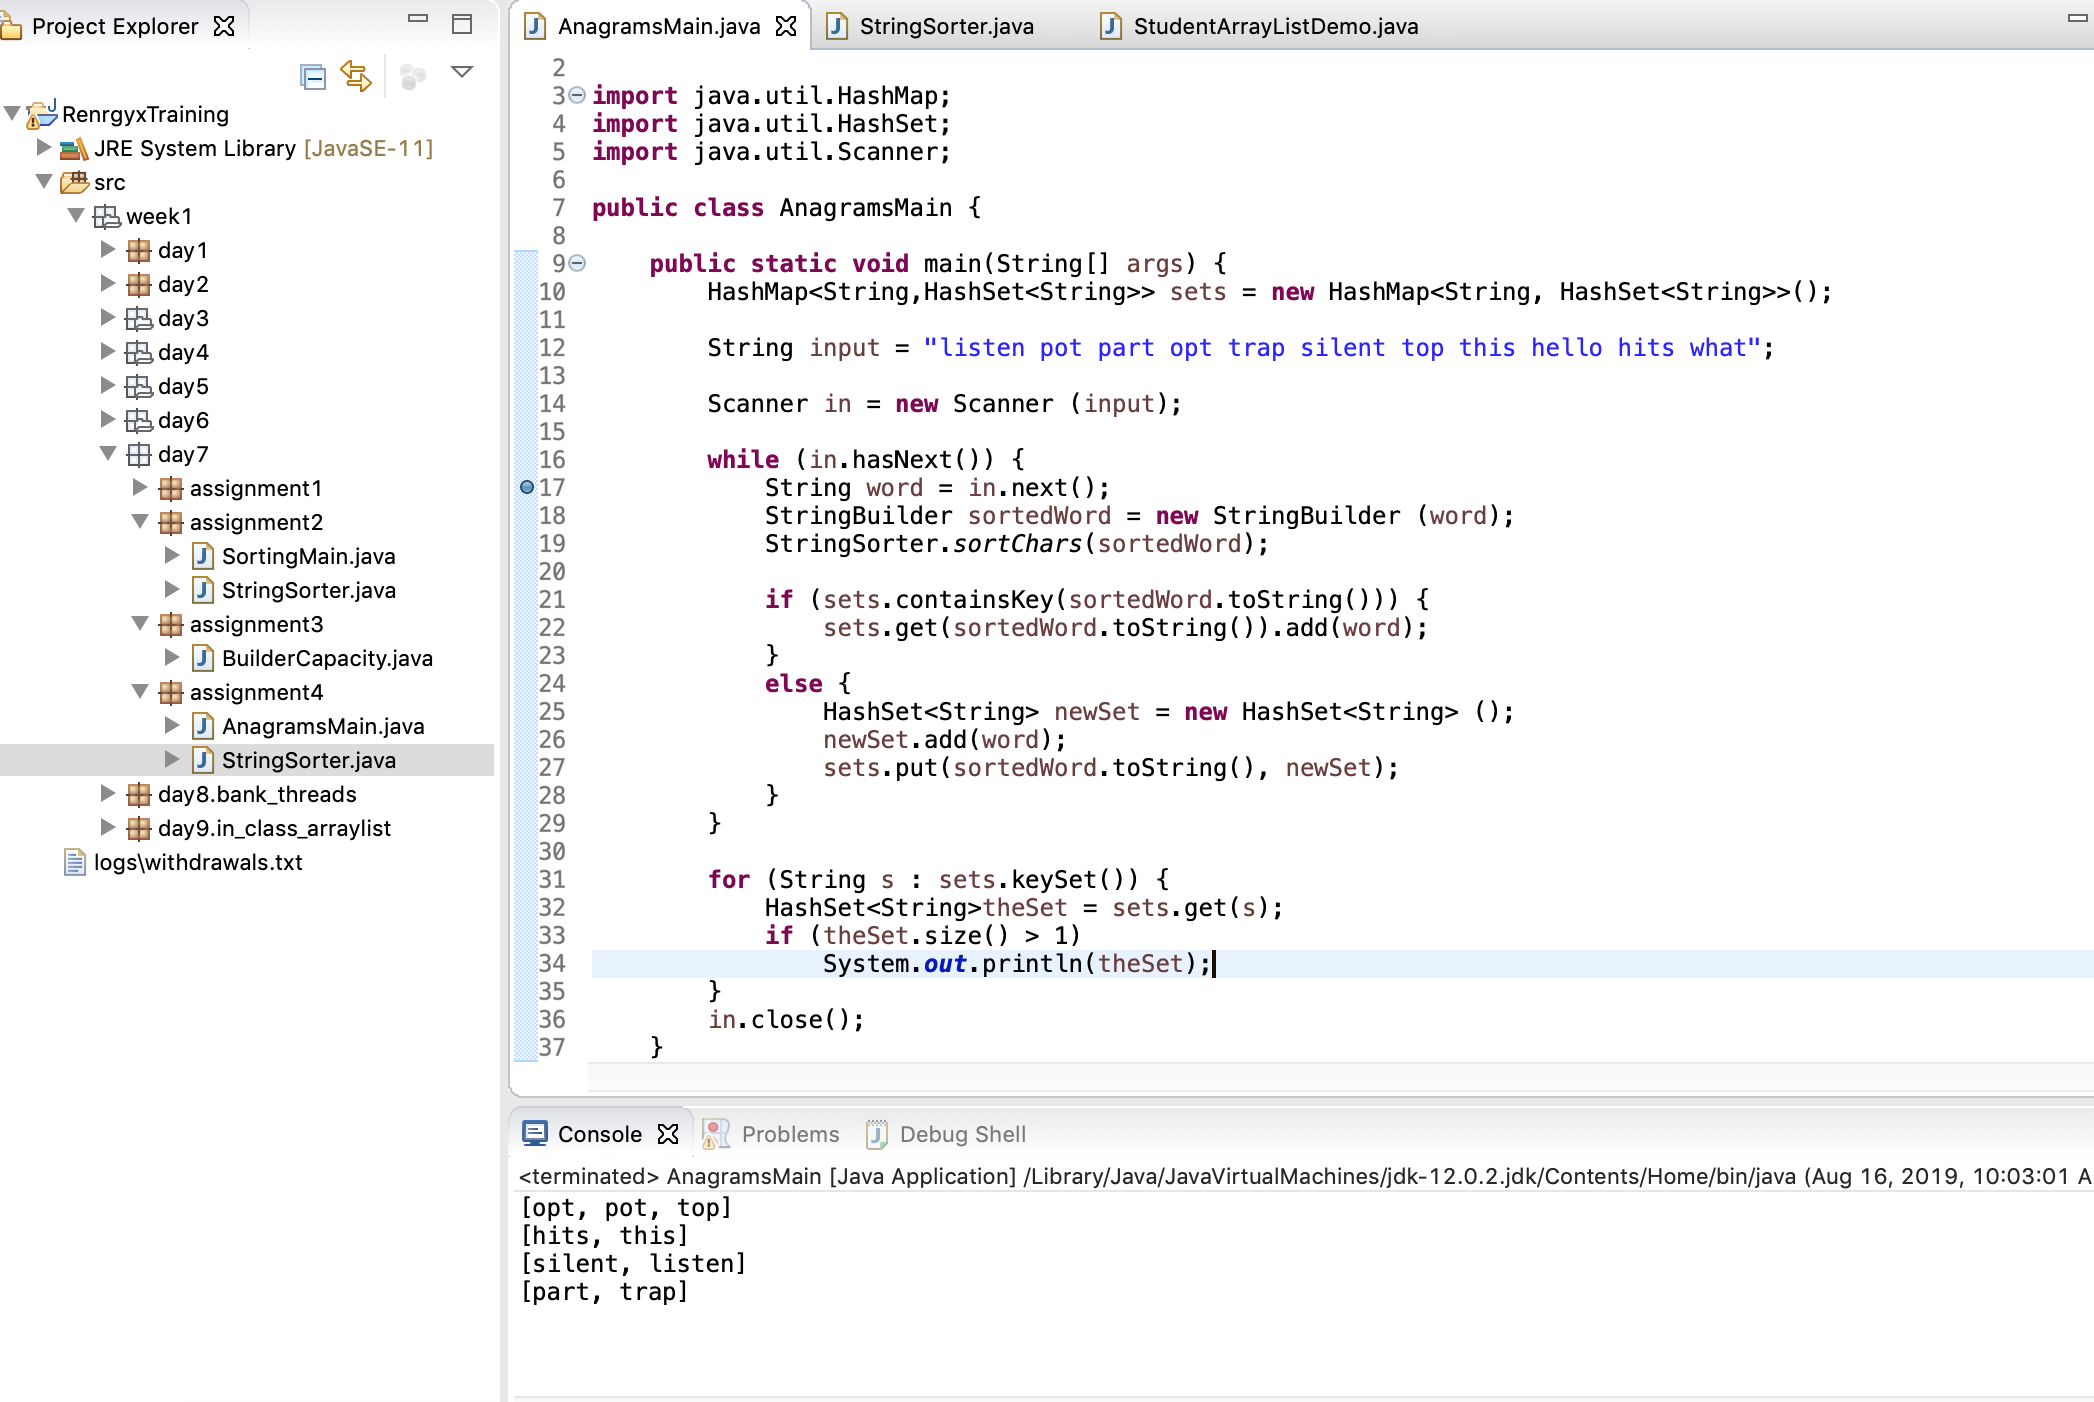 Project Explorer
RenrgyxTraining
JRE System Library [JavaSE-11]
src
week1
day1
day2
day3
day4
day5
day6
day7
assignment1
assignment2
SortingMain.java
StringSorter.java
assignment3
BuilderCapacity.java
assignment4
AnagramsMain.java
StringSorter.java
day8.bank_threads
day9.in_class_arraylist
logs\withdrawals.txt
AnagramsMain.java StringSorter.java StudentArrayListDemo.java
2
3 import java.util.HashMap;
4 import java.util.HashSet;
5 import java.util.Scanner;
6
7 public class AnagramsMain {
8
9 public static void main(String[] args) {
10 HashMap<String,HashSet<String>> sets = new HashMap<String, HashSet<String>>();
11
12 String input = "listen pot part opt trap silent top this hello hits what";
13
14 Scanner in = new Scanner (input);
15
16 while (in.hasNext()) {
17 String word = in.next();
18 StringBuilder sortedWord = new StringBuilder (word);
19 StringSorter.sortChars(sortedWord);
20
21 if (sets.containsKey(sortedWord.toString())) {
22 sets.get(sortedWord.toString()).add(word);
23 }
24 else {
25 HashSet<String> newSet = new HashSet<String> ();
26 newSet.add(word);
27 sets.put(sortedWord.toString(), newSet);
28 }
29 }
30
31 for (String s : sets.keySet()) {
32 HashSet<String>theSet = sets.get(s);
33 if (theSet.size() > 1)
34 System.out.println(theSet);
35 }
36 in.close();
37 }
Console Problems Debug Shell
<terminated> AnagramsMain [Java Application] /Library/Java/JavaVirtualMachines/jdk-12.0.2.jdk/Contents/Home/bin/java (Aug 16, 2019, 10:03:01 A
[opt, pot, top]
[hits, this]
[silent, listen]
[part, trap]